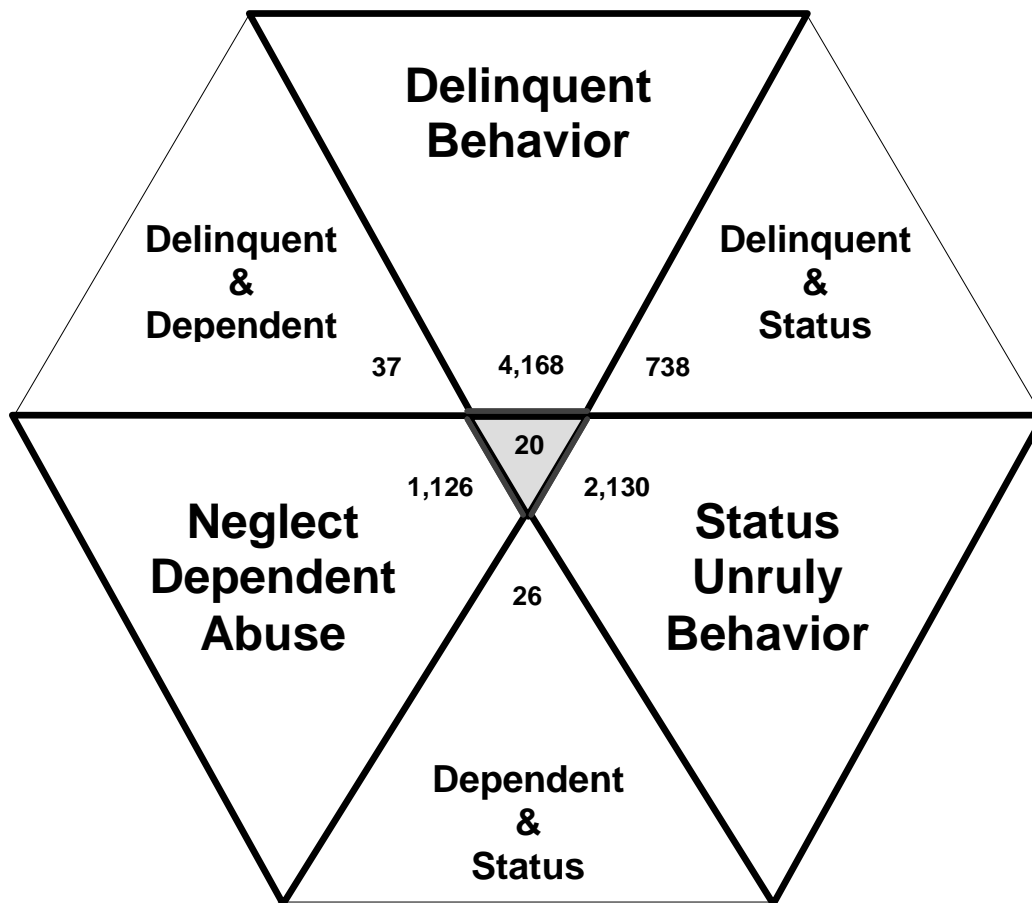 Delinquent
Behavior
Delinquent
&
Dependent
Delinquent
&
Status
37
4,168
738
20
1,126
2,130
Neglect
Dependent
Abuse
Status
Unruly
Behavior
26
Dependent
&
Status